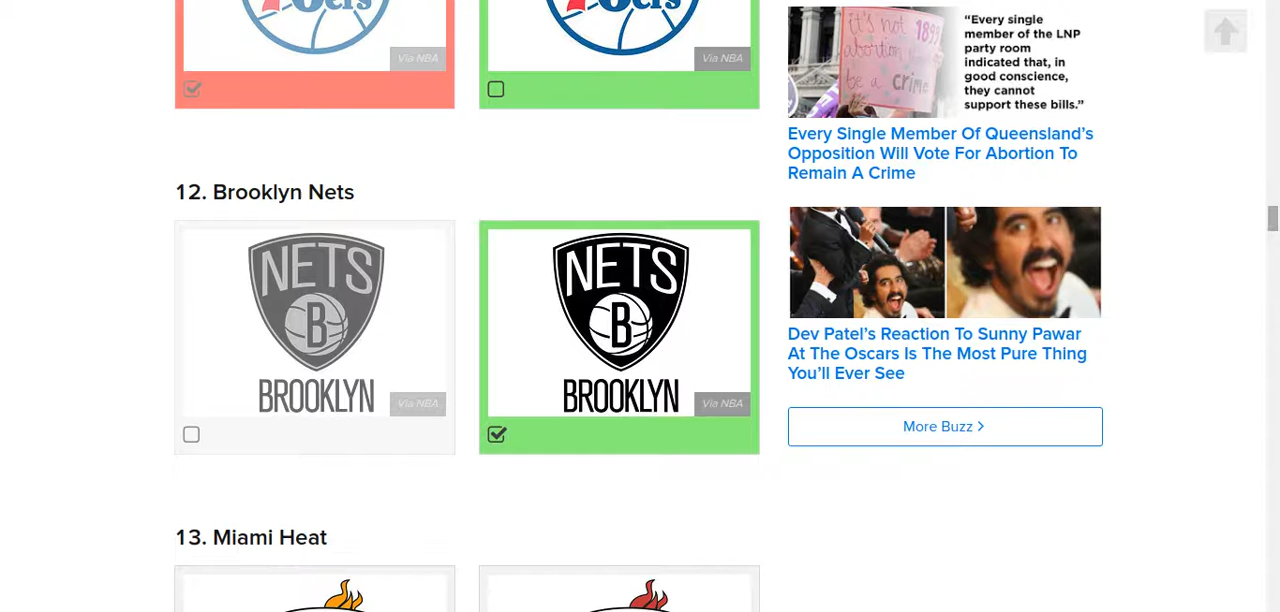 76ers
76ers
Via NBA
Via NBA
12. Brooklyn Nets
NETS
B
BROOKLYN
Via NBA
NETS
B
BROOKLYN
Via NBA
13. Miami Heat
it's not 1899
abortion
be a crime
“Every single
member of the LNP
party room
indicated that, in
good conscience,
they cannot
support these bills.”
Every Single Member Of Queensland’s
Opposition Will Vote For Abortion To
Remain A Crime
Dev Patel’s Reaction To Sunny Pawar
At The Oscars Is The Most Pure Thing
You’ll Ever See
More Buzz >